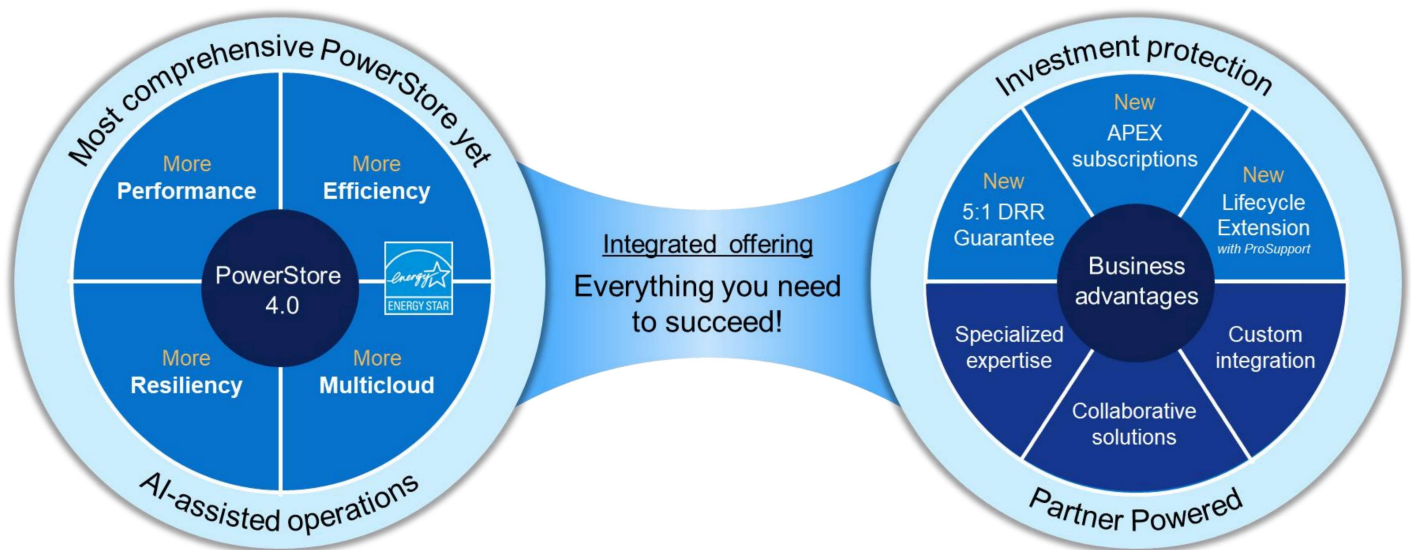 Most comprehensive PowerStore yet
More
Performance
More
Efficiency
PowerStore
4.0
energy
ENERGY STAR
More
Resiliency
More
Multicloud
AI-assisted operations
Integrated offering
Everything you need
to succeed!
Investment protection
New
5:1 DRR
Guarantee
New
APEX
subscriptions
New
Lifecycle
Extension
with ProSupport
Business
advantages
Specialized
expertise
Collaborative
solutions
Custom
integration
Partner Powered